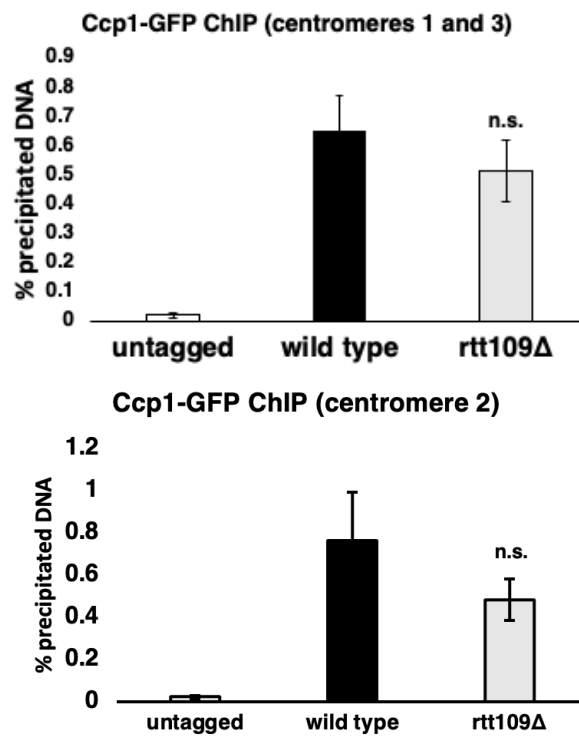 Ccp1-GFP ChIP (centromeres 1 and 3)
% precipitated DNA
0.9
0.8
0.7
0.6
0.5
0.4
0.3
0.2
0.1
0
n.s.
untagged wild type rtt109Δ
Ccp1-GFP ChIP (centromere 2)
% precipitated DNA
1.2
1
0.8
0.6
0.4
0.2
0
n.s.
untagged wild type rtt109Δ